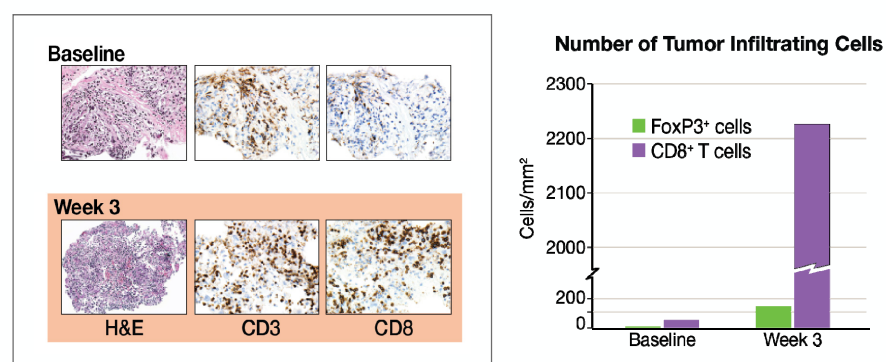 Baseline
Week 3
H&E
CD3
CD8
Number of Tumor Infiltrating Cells
Cells/mm²
2300
2200
2100
2000
200
0
FoxP3⁺ cells
CD8⁺ T cells
Baseline
Week 3